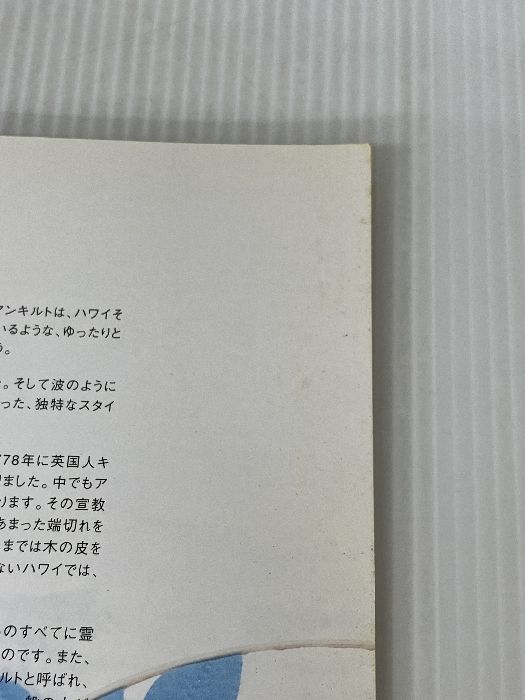 アンキルトは、ハワイそ
いるような、ゆったりと
う。
。そして波のように
った、独特なスタイ
78年に英国人キ
りました。中でもア
ります。その宣教
あまった端切れを
までは木の皮を
ないハワイでは、
のすべてに霊
のです。また、
ルトと呼ばれ、